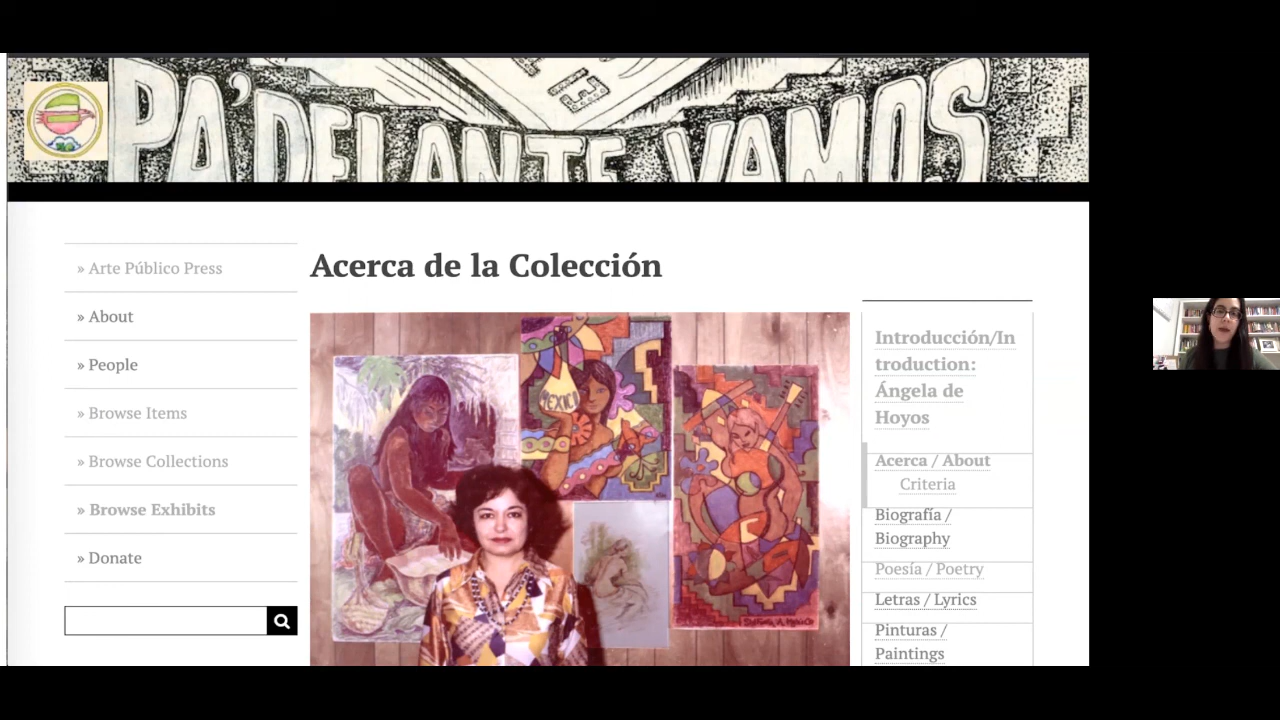 PA'DELANTE VAMOS
» Arte Público Press
» About
» People
» Browse Items
» Browse Collections
» Browse Exhibits
» Donate
Acerca de la Colección
MEXICO
Introducción/In
troduction:
Ángela de
Hoyos
Acerca / About
Criteria
Biografía /
Biography
Poesía / Poetry
Letras / Lyrics
Pinturas /
Paintings